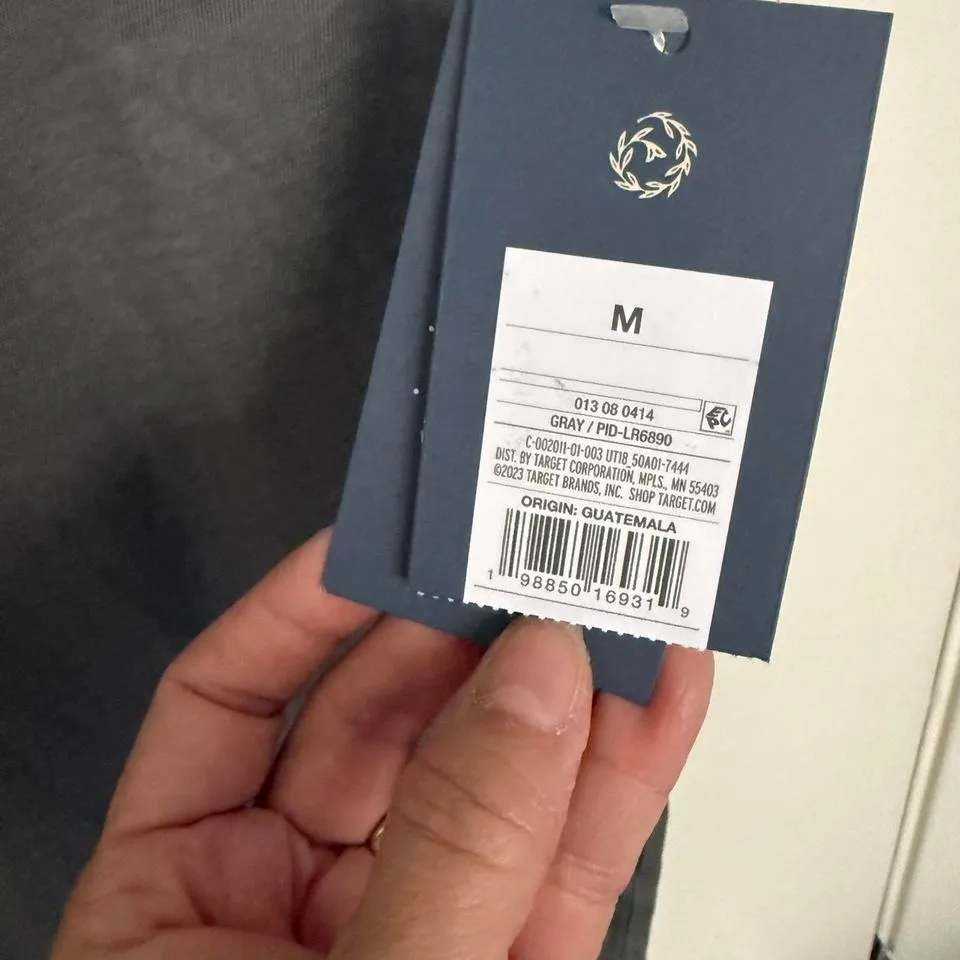 M
013 08 0414
EPC
GRAY / PID-LR6890
C-002011-01-003 UT18 50A01-7444
DIST. BY TARGET CORPORATION, MPLS., MN 55403
©2023 TARGET BRANDS, INC. SHOP TARGET.COM
ORIGIN: GUATEMALA
1 98850 16931 9